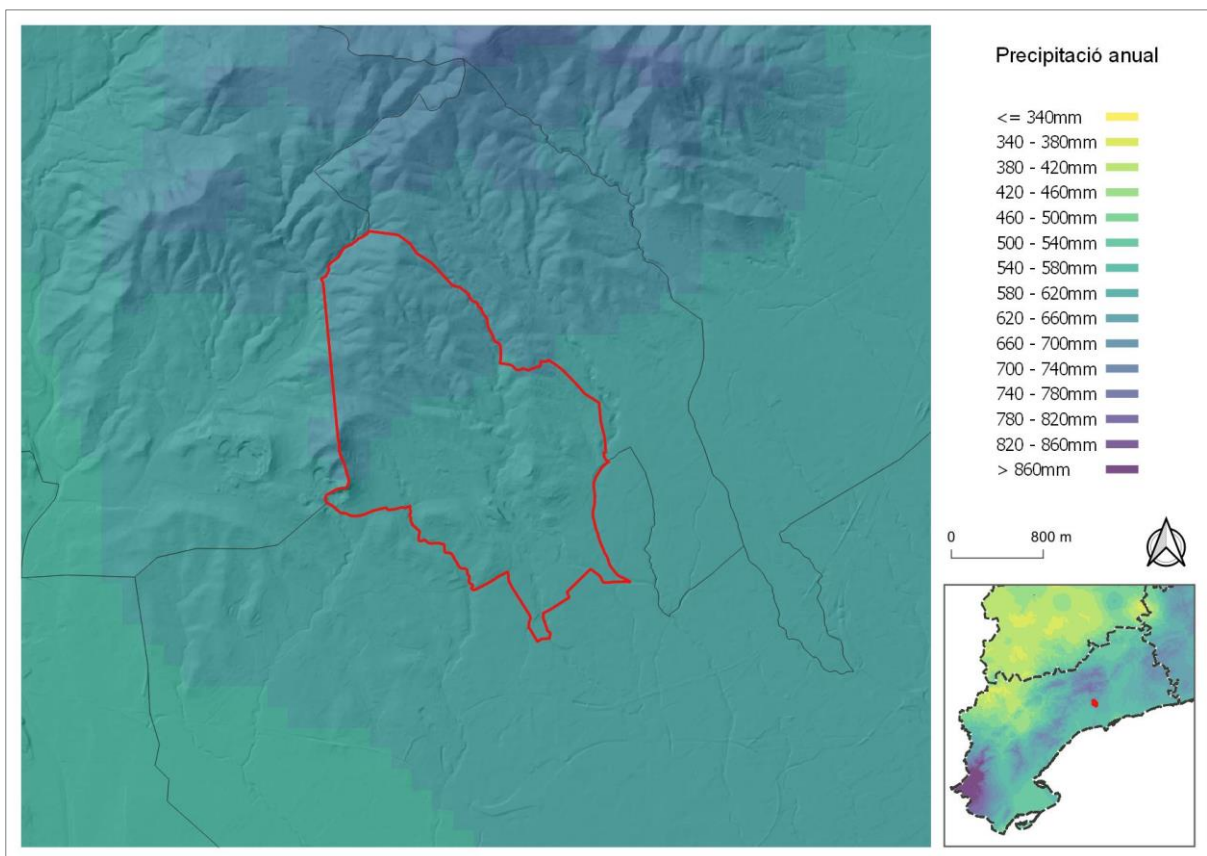 Precipitació anual
<= 340mm
340 - 380mm
380 - 420mm
420 - 460mm
460 - 500mm
500 - 540mm
540 - 580mm
580 - 620mm
620 - 660mm
660 - 700mm
700 - 740mm
740 - 780mm
780 - 820mm
820 - 860mm
> 860mm
0 800 m